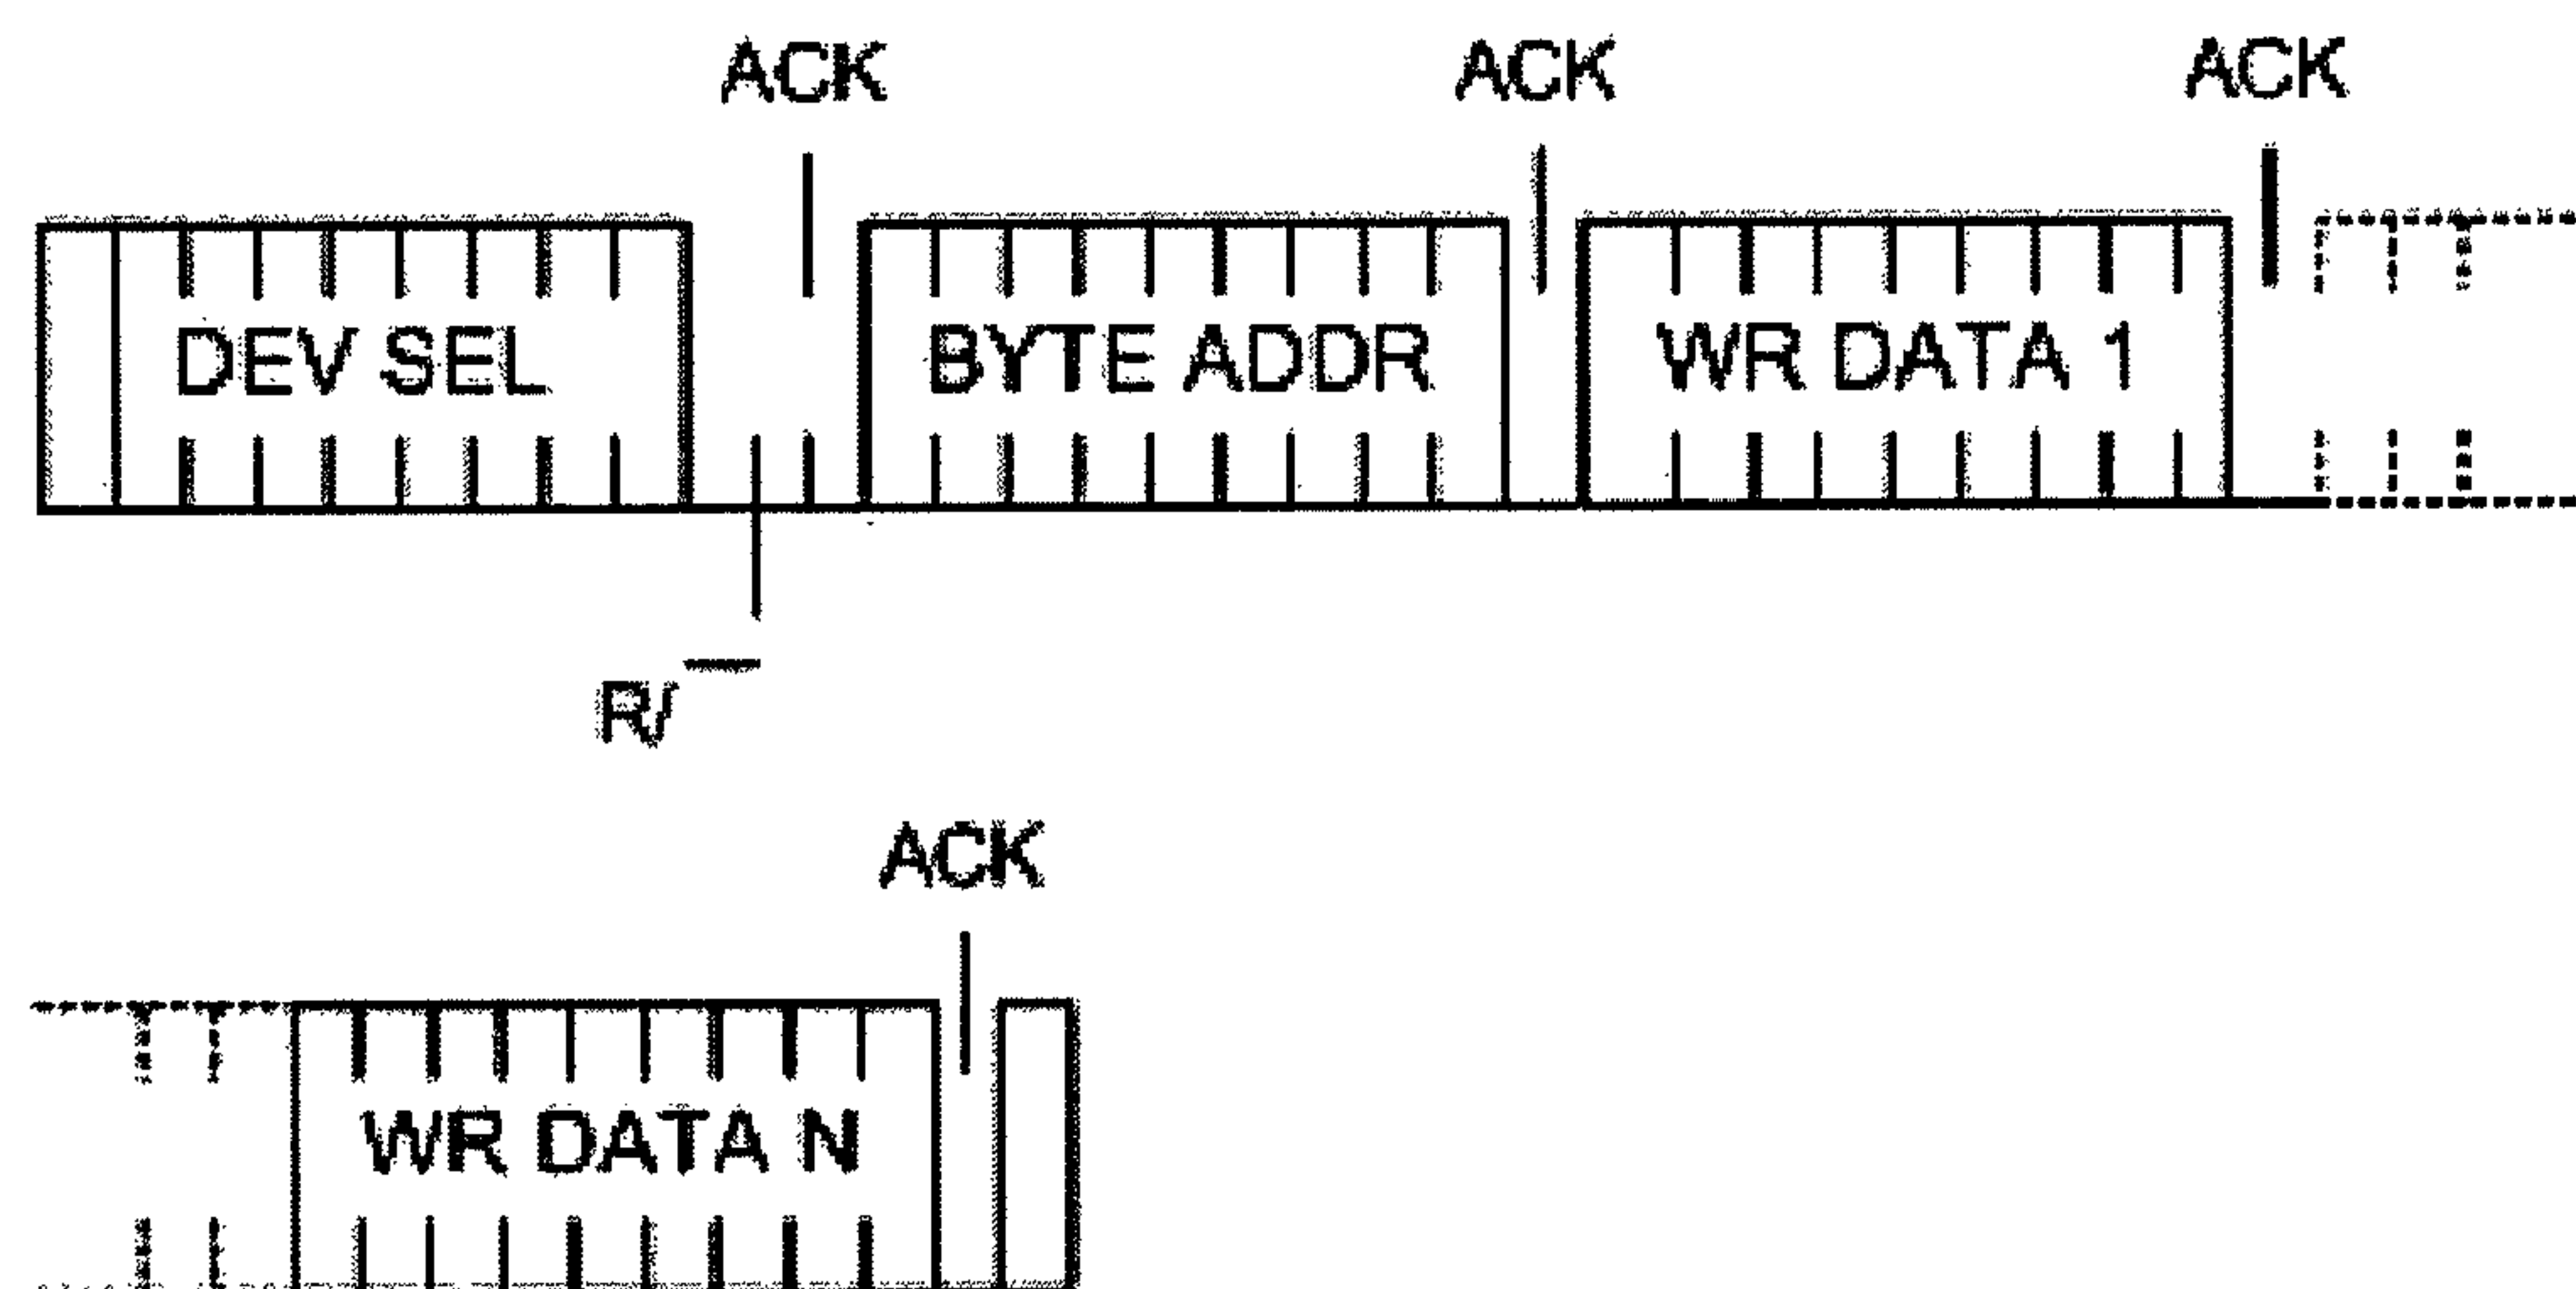 ACK ACK ACK
DEV SEL BYTE ADDR WR DATA 1
R/
ACK
WR DATA N